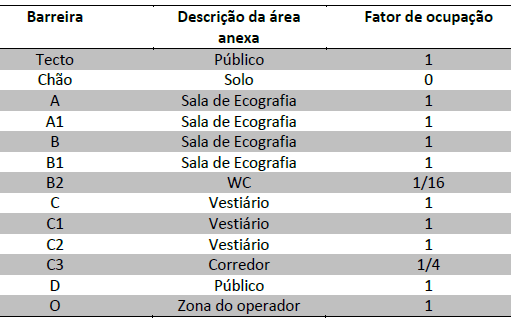 Barreira Descrição da área anexa Fator de ocupação
Tecto Público 1
Chão Solo 0
A Sala de Ecografia 1
A1 Sala de Ecografia 1
B Sala de Ecografia 1
B1 Sala de Ecografia 1
B2 WC 1/16
C Vestiário 1
C1 Vestiário 1
C2 Vestiário 1
C3 Corredor 1/4
D Público 1
O Zona do operador 1